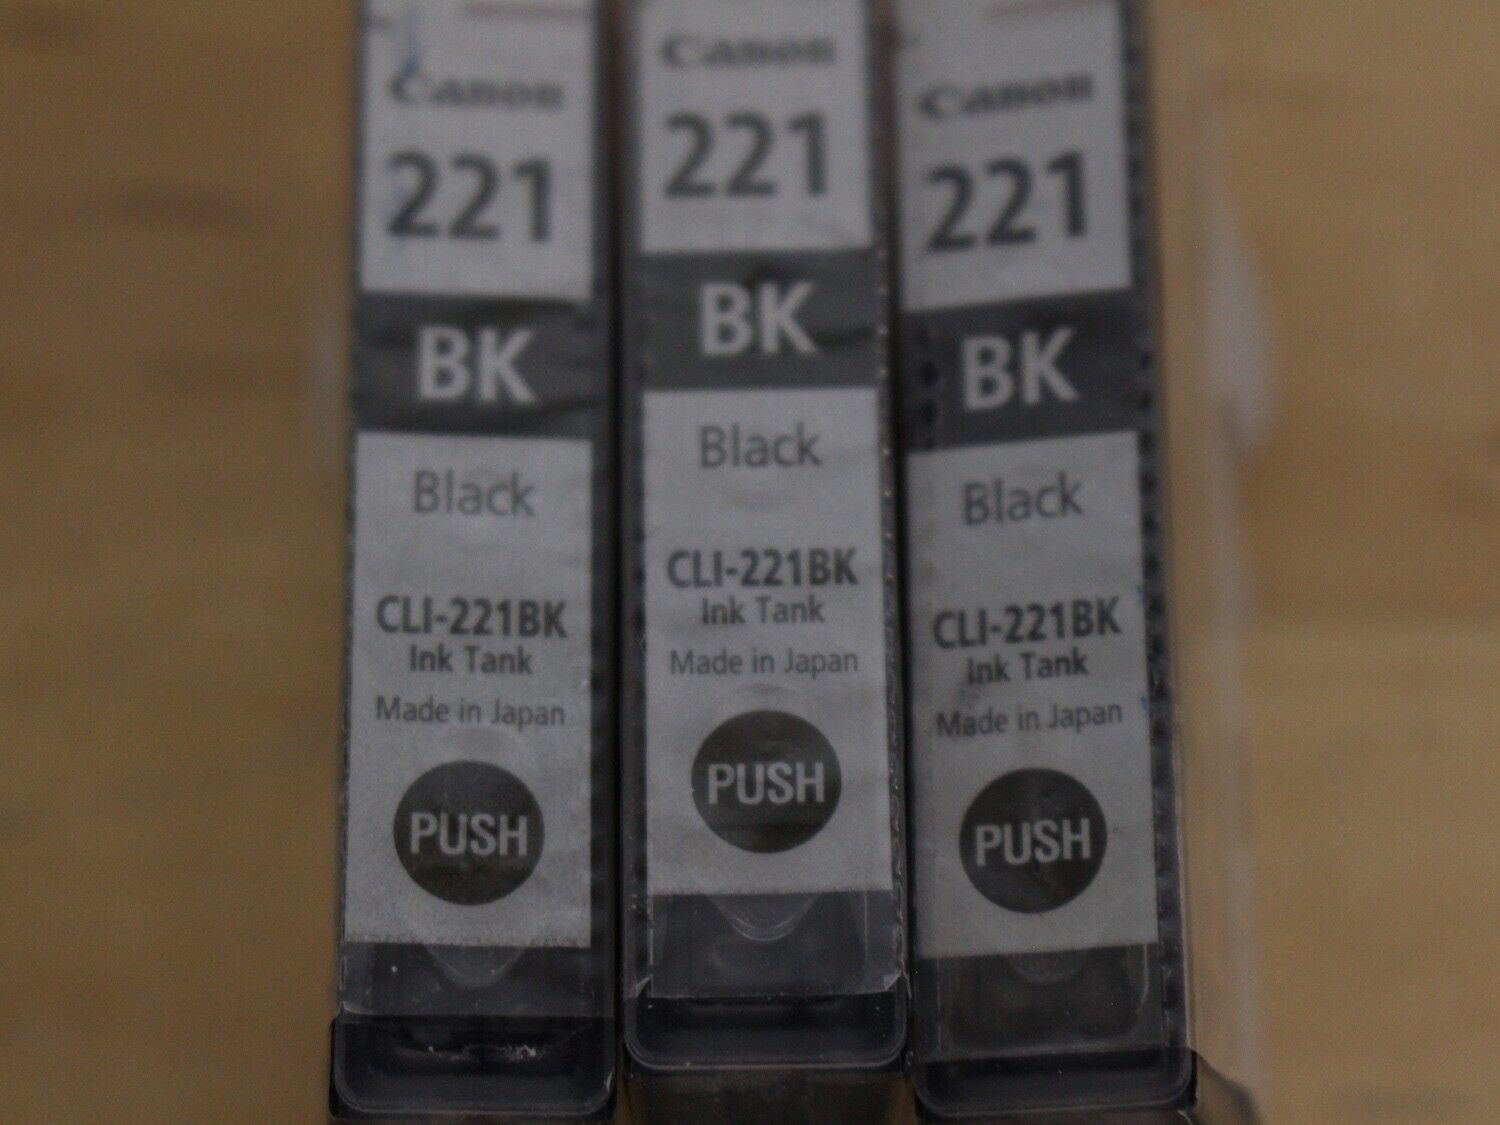 Canon
221
BK
Black
CLI-221BK
Ink Tank
Made in Japan
PUSH
Canon
221
BK
Black
CLI-221BK
Ink Tank
Made in Japan
PUSH
Canon
221
BK
Black
CLI-221BK
Ink Tank
Made in Japan
PUSH